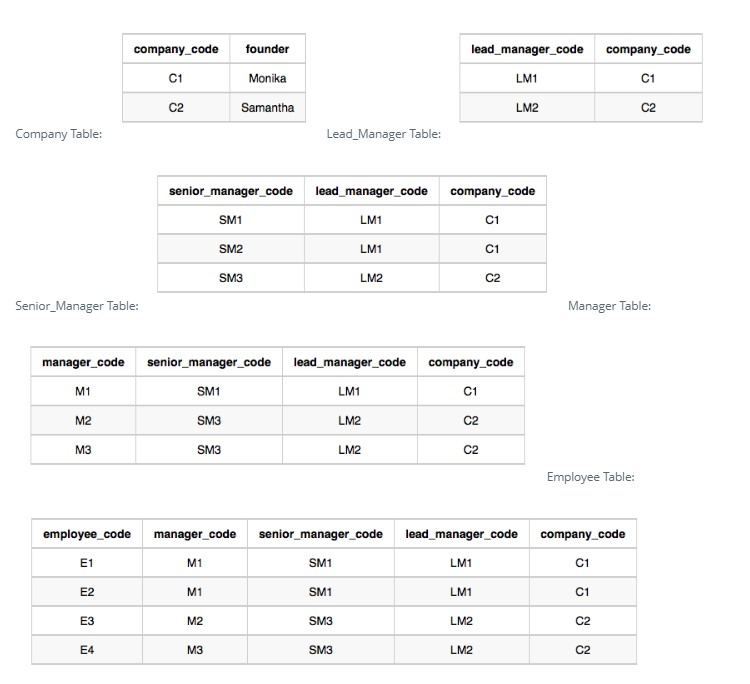 company_code founder
C1 Monika
C2 Samantha
Company Table:
lead_manager_code company_code
LM1 C1
LM2 C2
Lead_Manager Table:
senior_manager_code lead_manager_code company_code
SM1 LM1 C1
SM2 LM1 C1
SM3 LM2 C2
Senior_Manager Table:
Manager Table:
manager_code senior_manager_code lead_manager_code company_code
M1 SM1 LM1 C1
M2 SM3 LM2 C2
M3 SM3 LM2 C2
Employee Table:
employee_code manager_code senior_manager_code lead_manager_code company_code
E1 M1 SM1 LM1 C1
E2 M1 SM1 LM1 C1
E3 M2 SM3 LM2 C2
E4 M3 SM3 LM2 C2